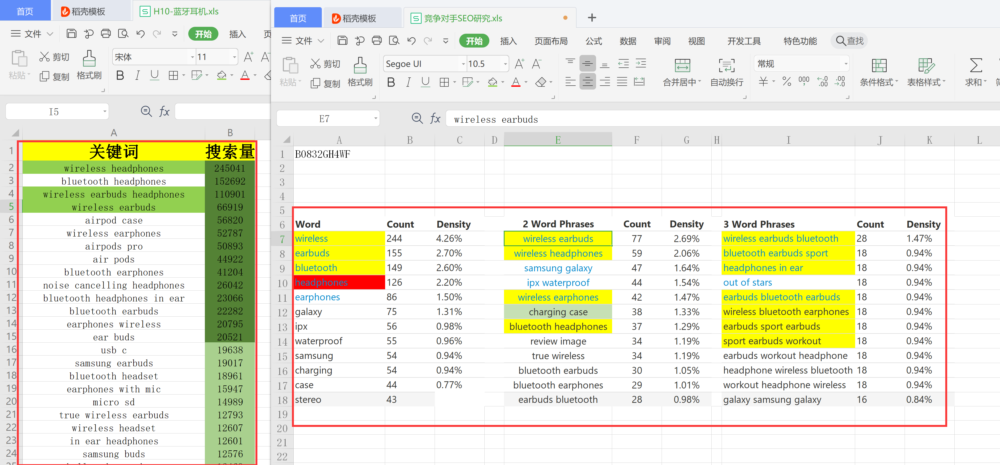 首页 稻壳模板 H10-蓝牙耳机.xls
文件 开始 插入 页
粘贴 剪切 复制 格式刷
宋体 11
I5
A B
1 关键词 搜索量
2 wireless headphones 245041
3 bluetooth headphones 152692
4 wireless earbuds headphones 110901
5 wireless earbuds 66919
6 airpod case 56820
7 wireless earphones 52787
8 airpods pro 50893
9 air pods 44922
10 bluetooth earphones 41204
11 noise cancelling headphones 26042
12 bluetooth headphones in ear 23066
13 bluetooth earbuds 22282
14 earphones wireless 20795
15 ear buds 20521
16 usb c 19638
17 samsung earbuds 19017
18 bluetooth headset 18961
19 earphones with mic 15947
20 micro sd 14989
21 true wireless earbuds 12793
22 wireless headset 12607
23 in ear headphones 12601
24 samsung buds 12576
首页 稻壳模板 竞争对手SEO研究.xls
文件 开始 插入 页面布局 公式 数据 审阅 视图 开发工具 特色功能 查找
粘贴 剪切 复制 格式刷
Segoe UI 10.5
合并居中 自动换行
常规
条件格式 表格样式 求和
E7 fx wireless earbuds
A B C D E F G H I J K L
1 B0832GH4WF
2
3
4
5
6 Word Count Density 2 Word Phrases Count Density 3 Word Phrases Count Density
7 wireless 244 4.26% wireless earbuds 77 2.69% wireless earbuds bluetooth 28 1.47%
8 earbuds 155 2.70% wireless headphones 59 2.06% bluetooth earbuds sport 18 0.94%
9 bluetooth 149 2.60% samsung galaxy 47 1.64% headphones in ear 18 0.94%
10 headphones 126 2.20% ipx waterproof 44 1.54% out of stars 18 0.94%
11 earphones 86 1.50% wireless earphones 42 1.47% earbuds bluetooth earbuds 18 0.94%
12 galaxy 75 1.31% charging case 38 1.33% wireless bluetooth earphones 18 0.94%
13 ipx 56 0.98% bluetooth headphones 37 1.29% earbuds sport earbuds 18 0.94%
14 waterproof 55 0.96% review image 34 1.19% sport earbuds workout 18 0.94%
15 samsung 54 0.94% true wireless 34 1.19% earbuds workout headphone 18 0.94%
16 charging 54 0.94% bluetooth earbuds 30 1.05% headphone wireless bluetooth 18 0.94%
17 case 44 0.77% bluetooth earphones 29 1.01% workout headphone wireless 18 0.94%
18 stereo 43 earbuds bluetooth 28 0.98% galaxy samsung galaxy 16 0.84%
19
20
21
22